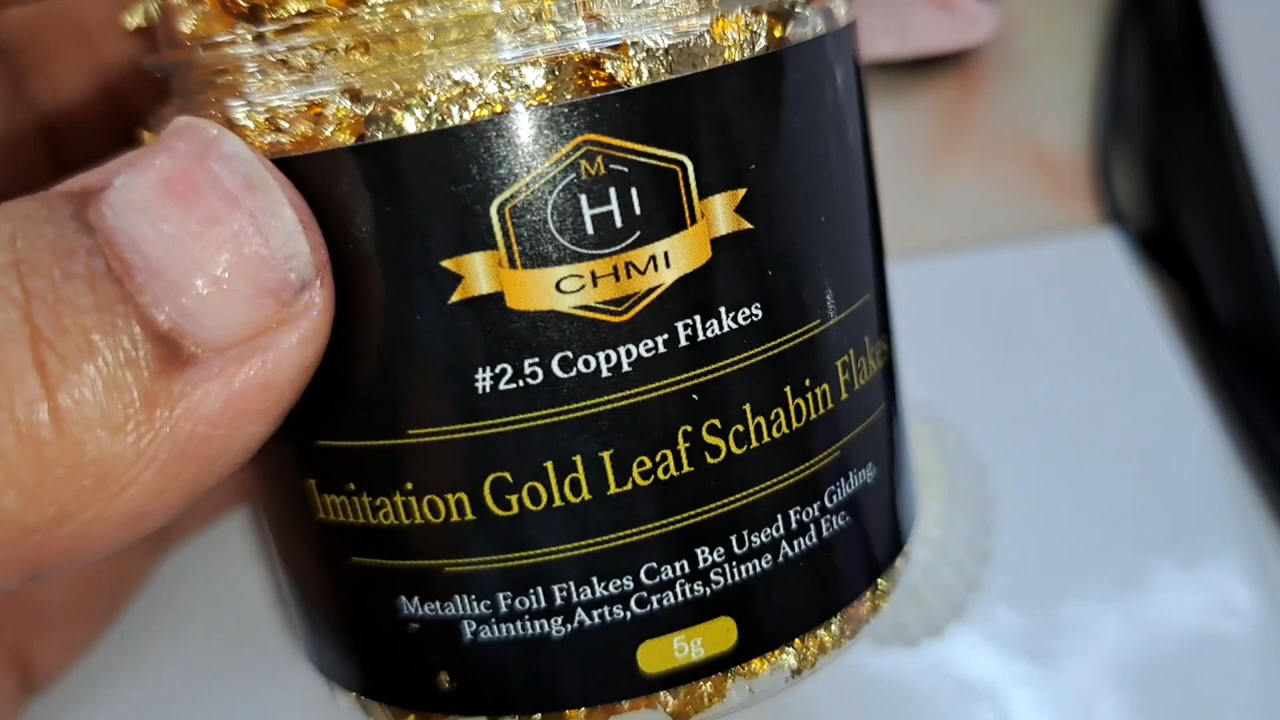 M
HI
CHMI
#2.5 Copper Flakes
Imitation Gold Leaf Schabin Flakes
Metallic Foil Flakes Can Be Used For Gilding,
Painting,Arts,Crafts,Slime And Etc.
5g